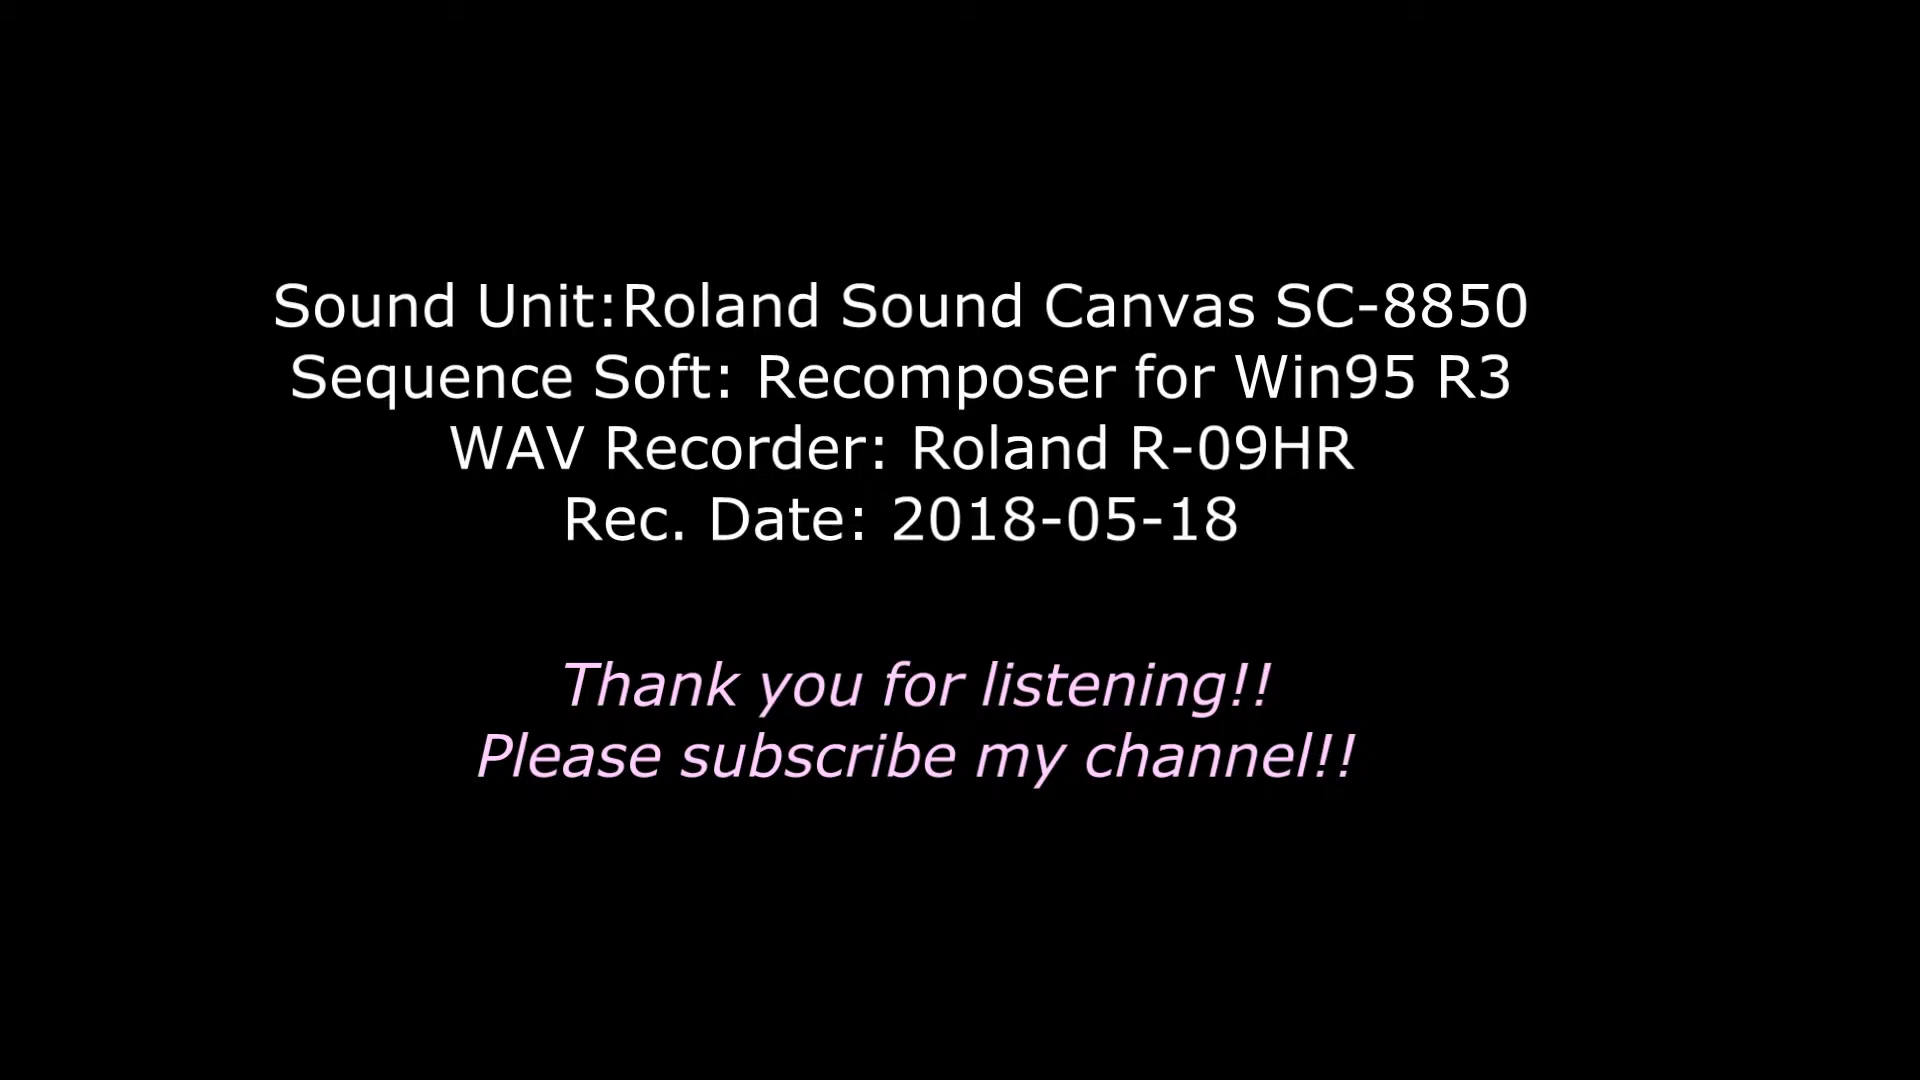 Sound Unit:Roland Sound Canvas SC-8850
Sequence Soft: Recomposer for Win95 R3
WAV Recorder: Roland R-09HR
Rec. Date: 2018-05-18
Thank you for listening!!
Please subscribe my channel!!